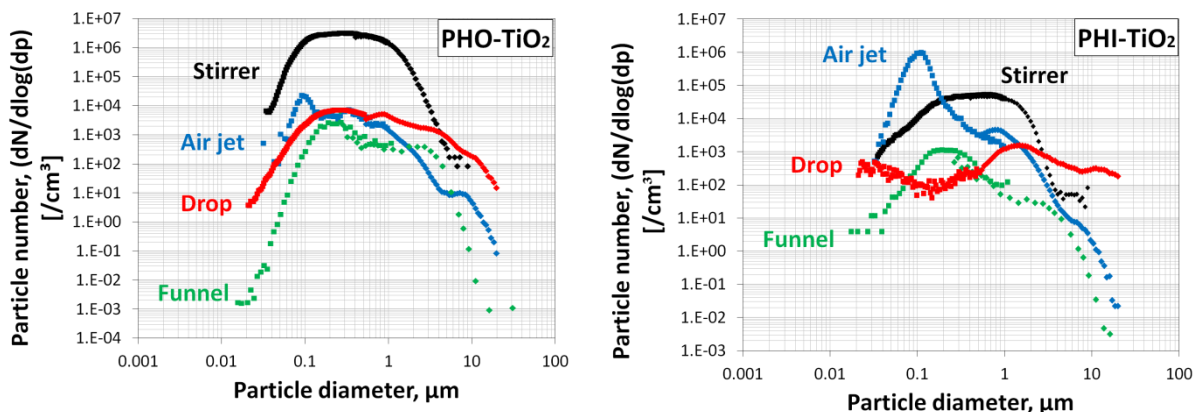 PHO-TiO₂
Particle number, (dN/dlog(dp)
[/cm³]
1.E+07
1.E+06
1.E+05
1.E+04
1.E+03
1.E+02
1.E+01
1.E+00
1.E-01
1.E-02
1.E-03
1.E-04
Stirrer
Air jet
Drop
Funnel
0.001 0.01 0.1 1 10 100
Particle diameter, µm
PHI-TiO₂
Particle number, (dN/dlog(dp)
[/cm³]
1.E+07
1.E+06
1.E+05
1.E+04
1.E+03
1.E+02
1.E+01
1.E+00
1.E-01
1.E-02
1.E-03
Air jet
Stirrer
Drop
Funnel
0.001 0.01 0.1 1 10 100
Particle diameter, µm